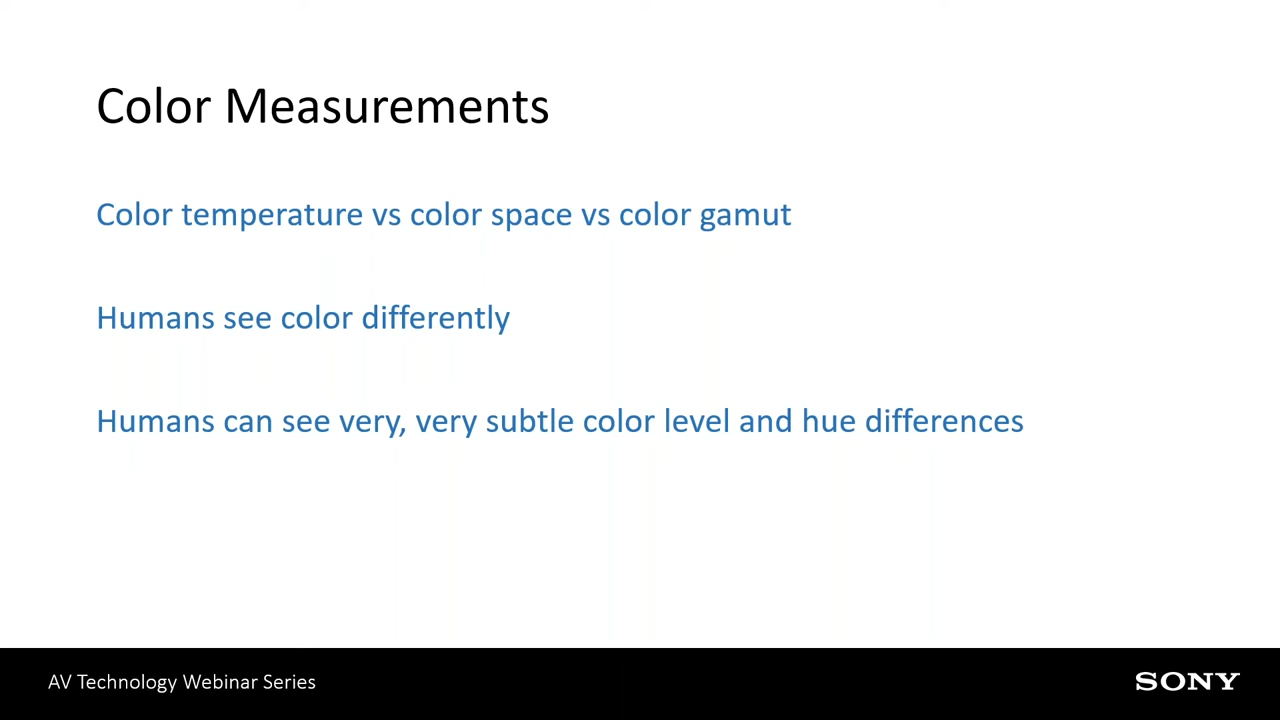 Color Measurements
Color temperature vs color space vs color gamut
Humans see color differently
Humans can see very, very subtle color level and hue differences
AV Technology Webinar Series
SONY